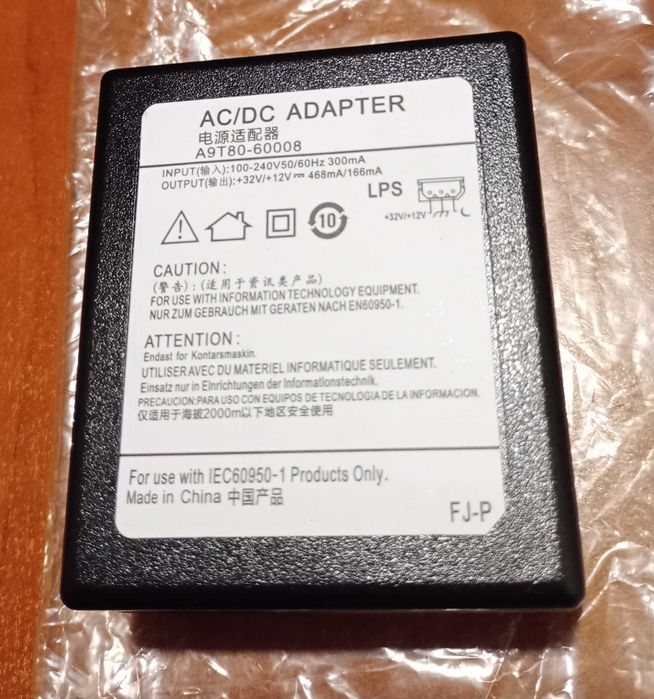 AC/DC ADAPTER
电源适配器
A9T80-60008
INPUT(输入):100-240V50/60Hz 300mA
OUTPUT(输出):+32V/+12V⎓468mA/166mA
LPS
+32V/+12V
10
CAUTION:
(警告):(适用于资讯类产品)
FOR USE WITH INFORMATION TECHNOLOGY EQUIPMENT.
NUR ZUM GEBRAUCH MIT GERATEN NACH EN60950-1.
ATTENTION:
Endast for Kontarsmaskin.
UTILISER AVEC DU MATERIEL INFORMATIQUE SEULEMENT.
Einsatz nur in EInrichtungen der Informationstechnik.
PRECAUCION:PARA USO CON EQUIPOS DE TECNOLOGIA DE LA INFORMACION.
仅适用于海拔2000m以下地区安全使用
For use with IEC60950-1 Products Only.
Made in China 中国产品
FJ-P